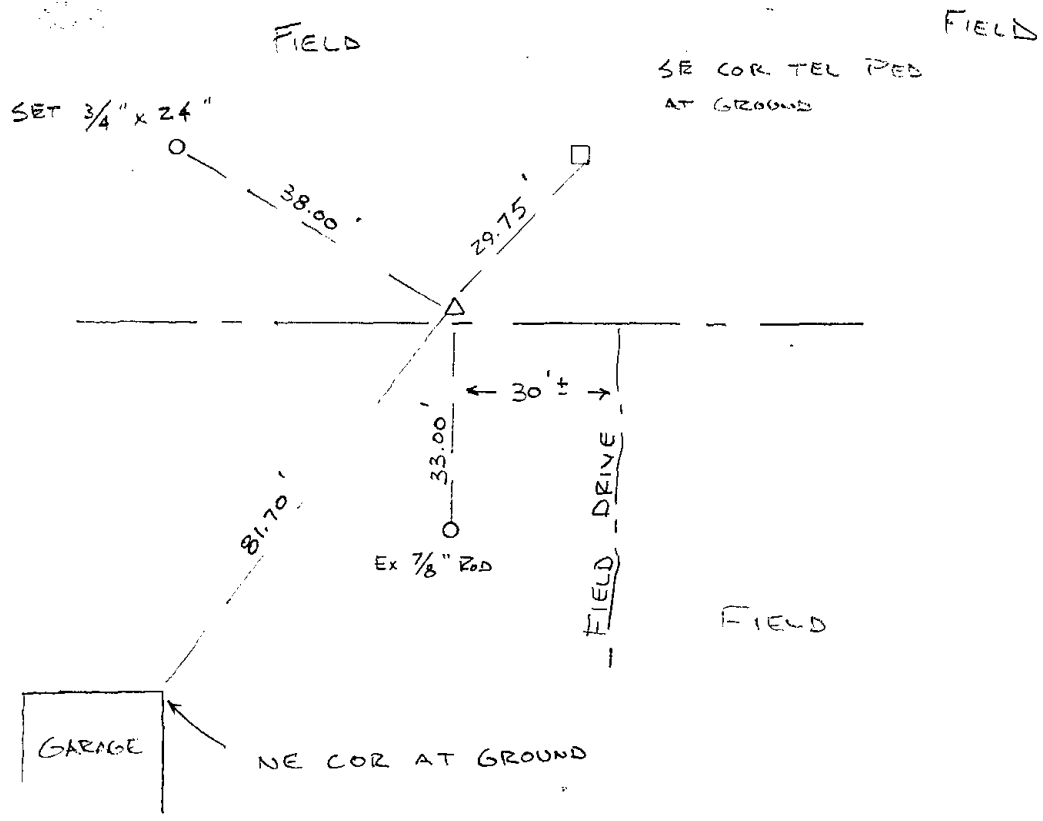 FIELD
FIELD
SE COR TEL PED
AT GROUND
SET 3/4" x 24"
38.00'
29.75'
30'±
33.00'
FIELD DRIVE
81.70'
Ex 7/8" ROD
FIELD
GARAGE
NE COR AT GROUND